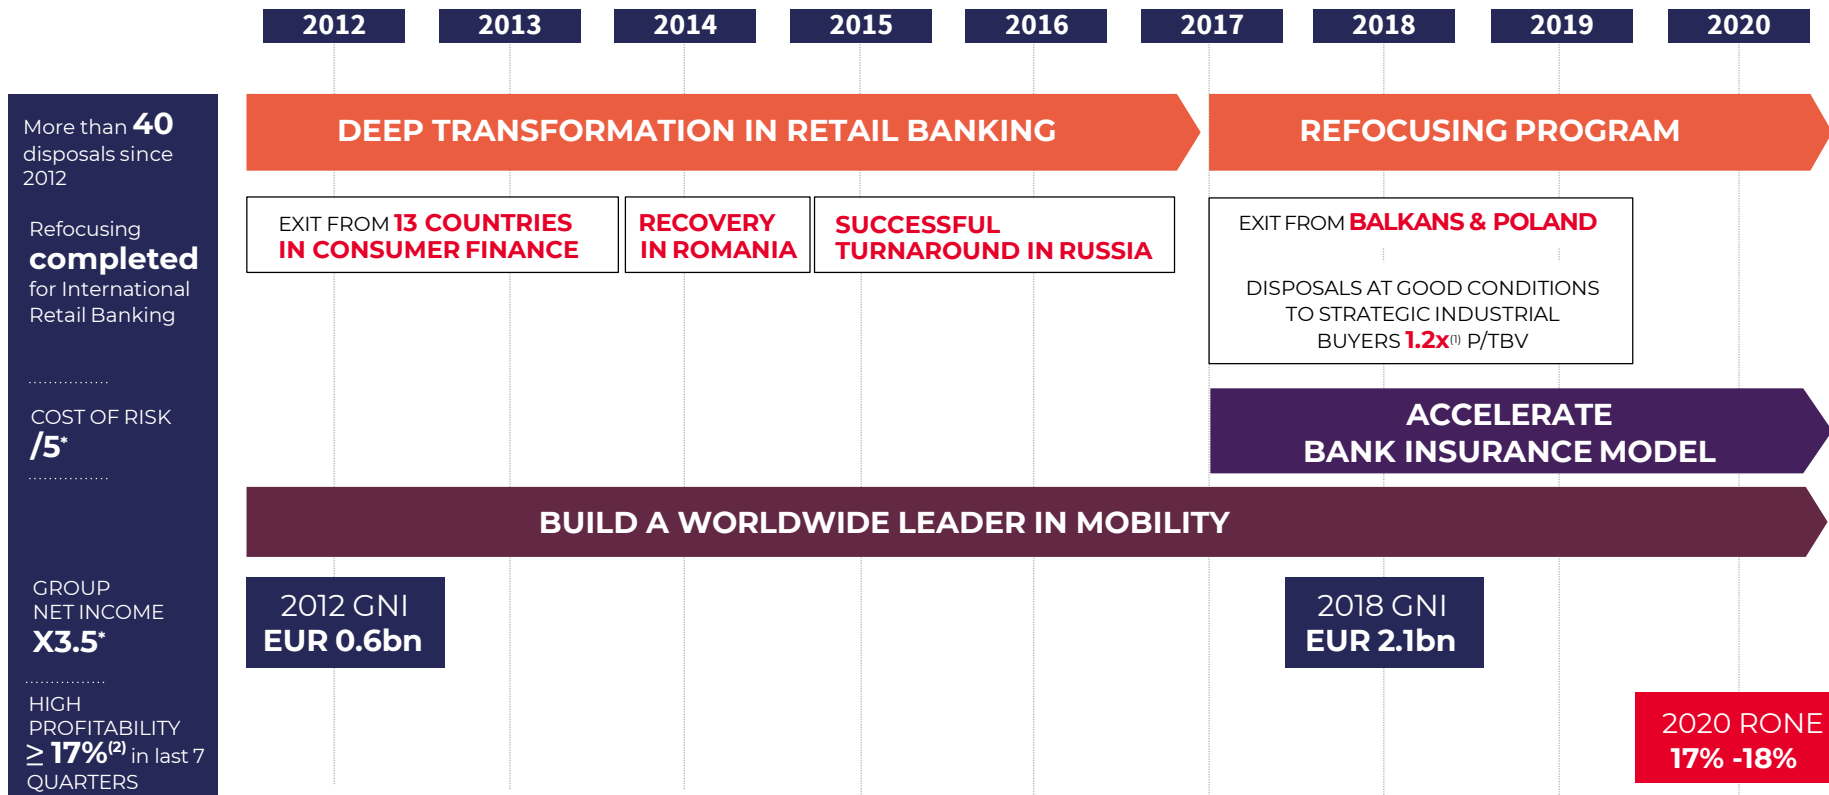 2012 2013 2014 2015 2016 2017 2018 2019 2020
More than 40
disposals since
2012
Refocusing
completed
for International
Retail Banking
COST OF RISK
/5*
GROUP
NET INCOME
X3.5*
HIGH
PROFITABILITY
≥ 17%(2) in last 7
QUARTERS
DEEP TRANSFORMATION IN RETAIL BANKING
REFOCUSING PROGRAM
EXIT FROM 13 COUNTRIES
IN CONSUMER FINANCE
RECOVERY
IN ROMANIA
SUCCESSFUL
TURNAROUND IN RUSSIA
EXIT FROM BALKANS & POLAND
DISPOSALS AT GOOD CONDITIONS
TO STRATEGIC INDUSTRIAL
BUYERS 1.2x(1) P/TBV
ACCELERATE
BANK INSURANCE MODEL
BUILD A WORLDWIDE LEADER IN MOBILITY
2012 GNI
EUR 0.6bn
2018 GNI
EUR 2.1bn
2020 RONE
17% -18%